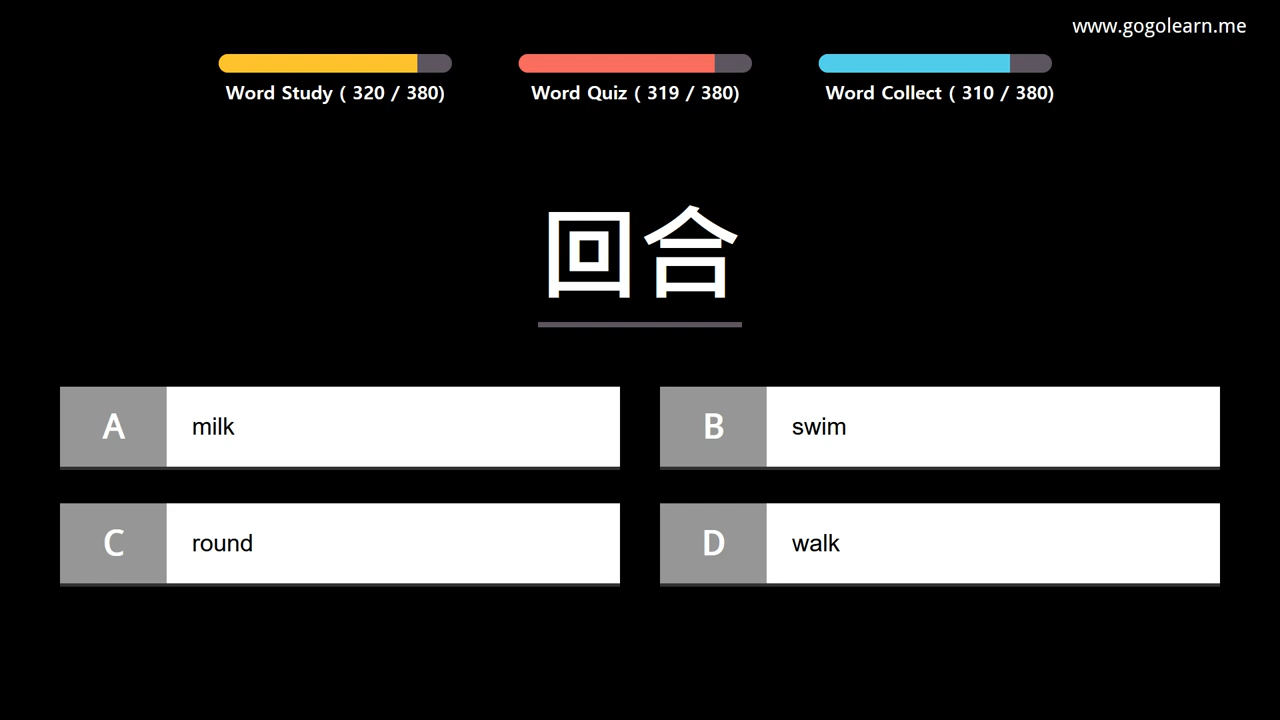 www.gogolearn.me
Word Study ( 320 / 380)
Word Quiz ( 319 / 380)
Word Collect ( 310 / 380)
回合
A milk
B swim
C round
D walk